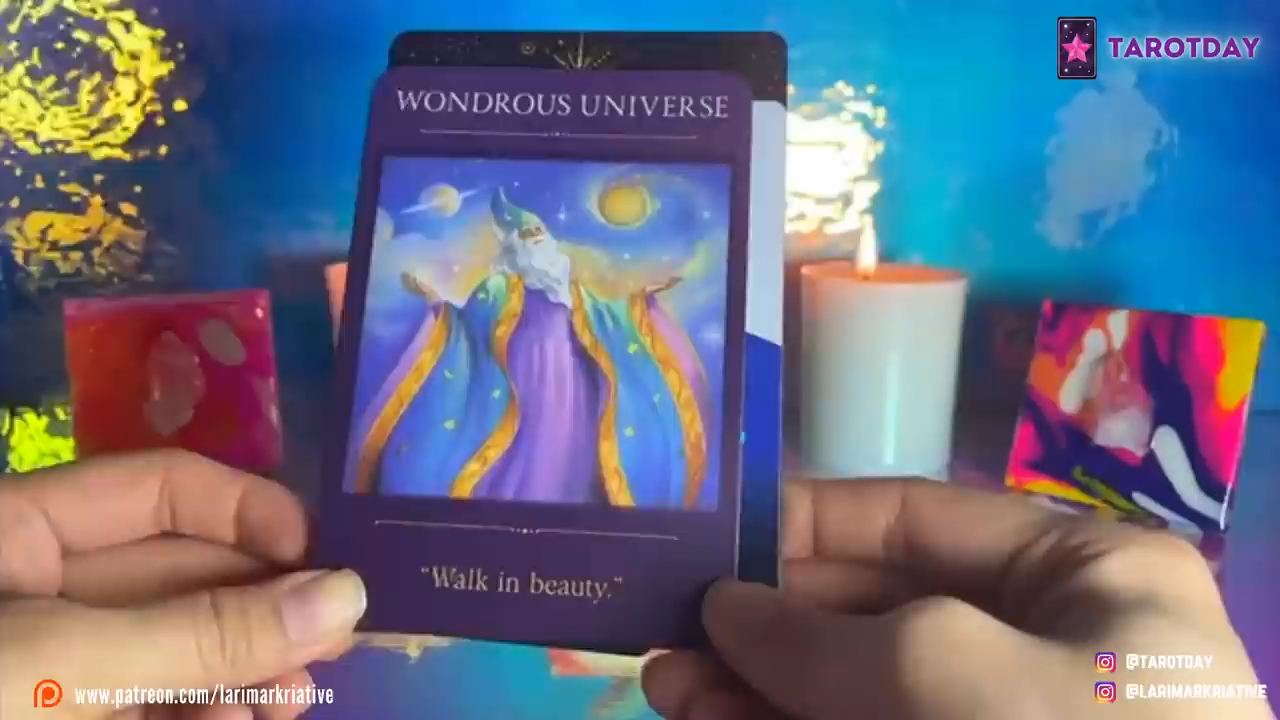 TAROTDAY
WONDROUS UNIVERSE
“Walk in beauty.”
@TAROTDAY
www.patreon.com/larimarkriative
@LARIMARKRIATIVE